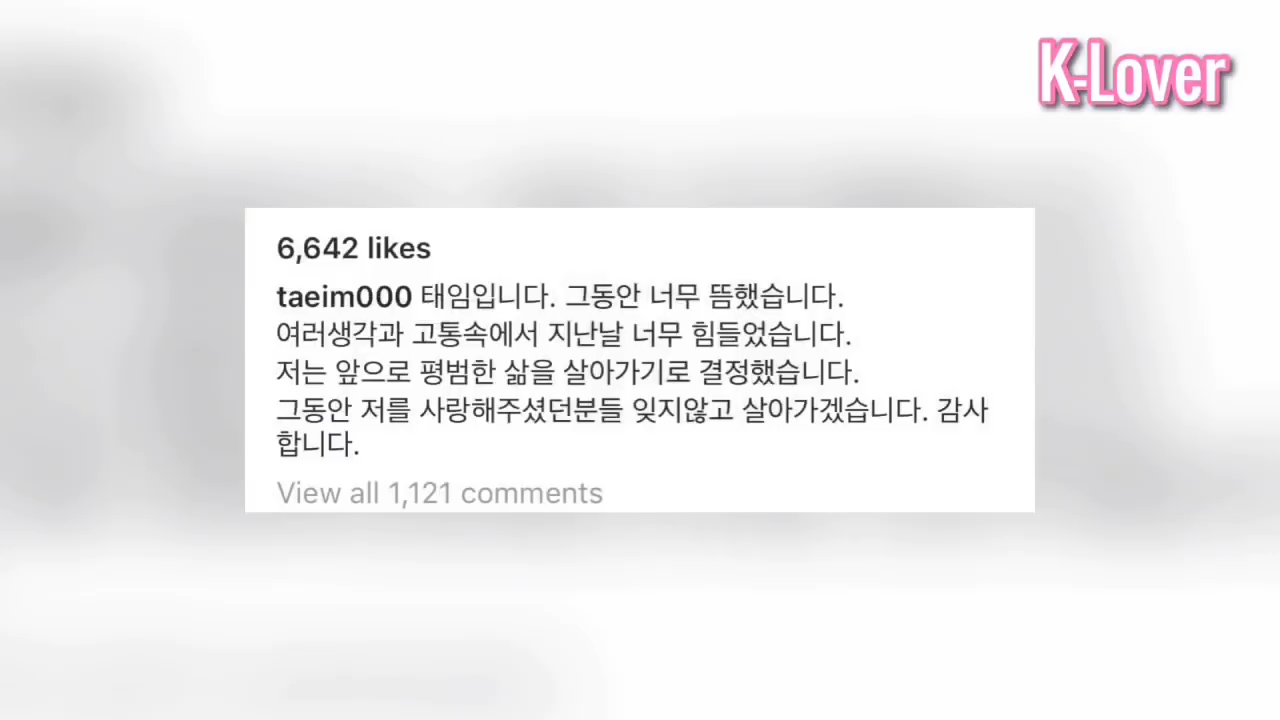 K-Lover
6,642 likes
taeim000 태임입니다. 그동안 너무 뜸했습니다.
여러생각과 고통속에서 지난날 너무 힘들었습니다.
저는 앞으로 평범한 삶을 살아가기로 결정했습니다.
그동안 저를 사랑해주셨던분들 잊지않고 살아가겠습니다. 감사
합니다.
View all 1,121 comments